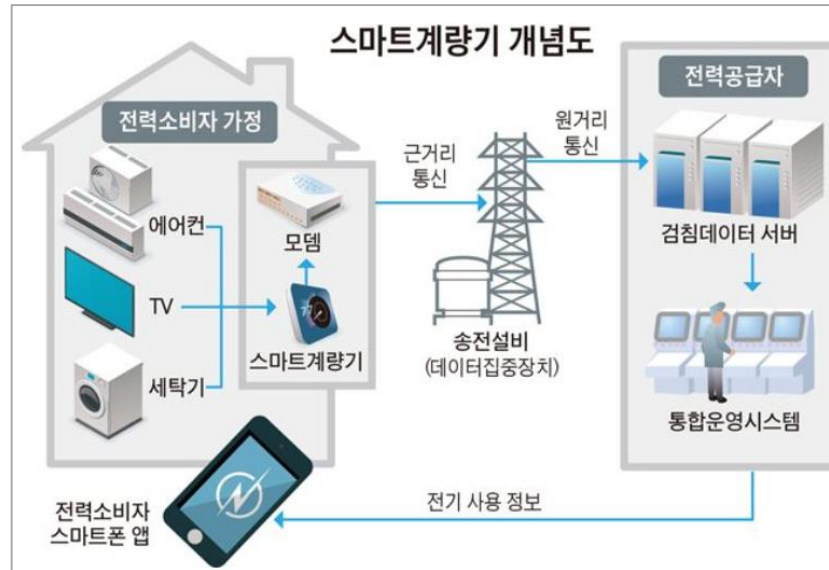 스마트계량기 개념도
전력소비자 가정
에어컨
TV
세탁기
모뎀
스마트계량기
근거리
통신
원거리
통신
송전설비
(데이터집중장치)
전력공급자
검침데이터 서버
통합운영시스템
전기 사용 정보
전력소비자
스마트폰 앱